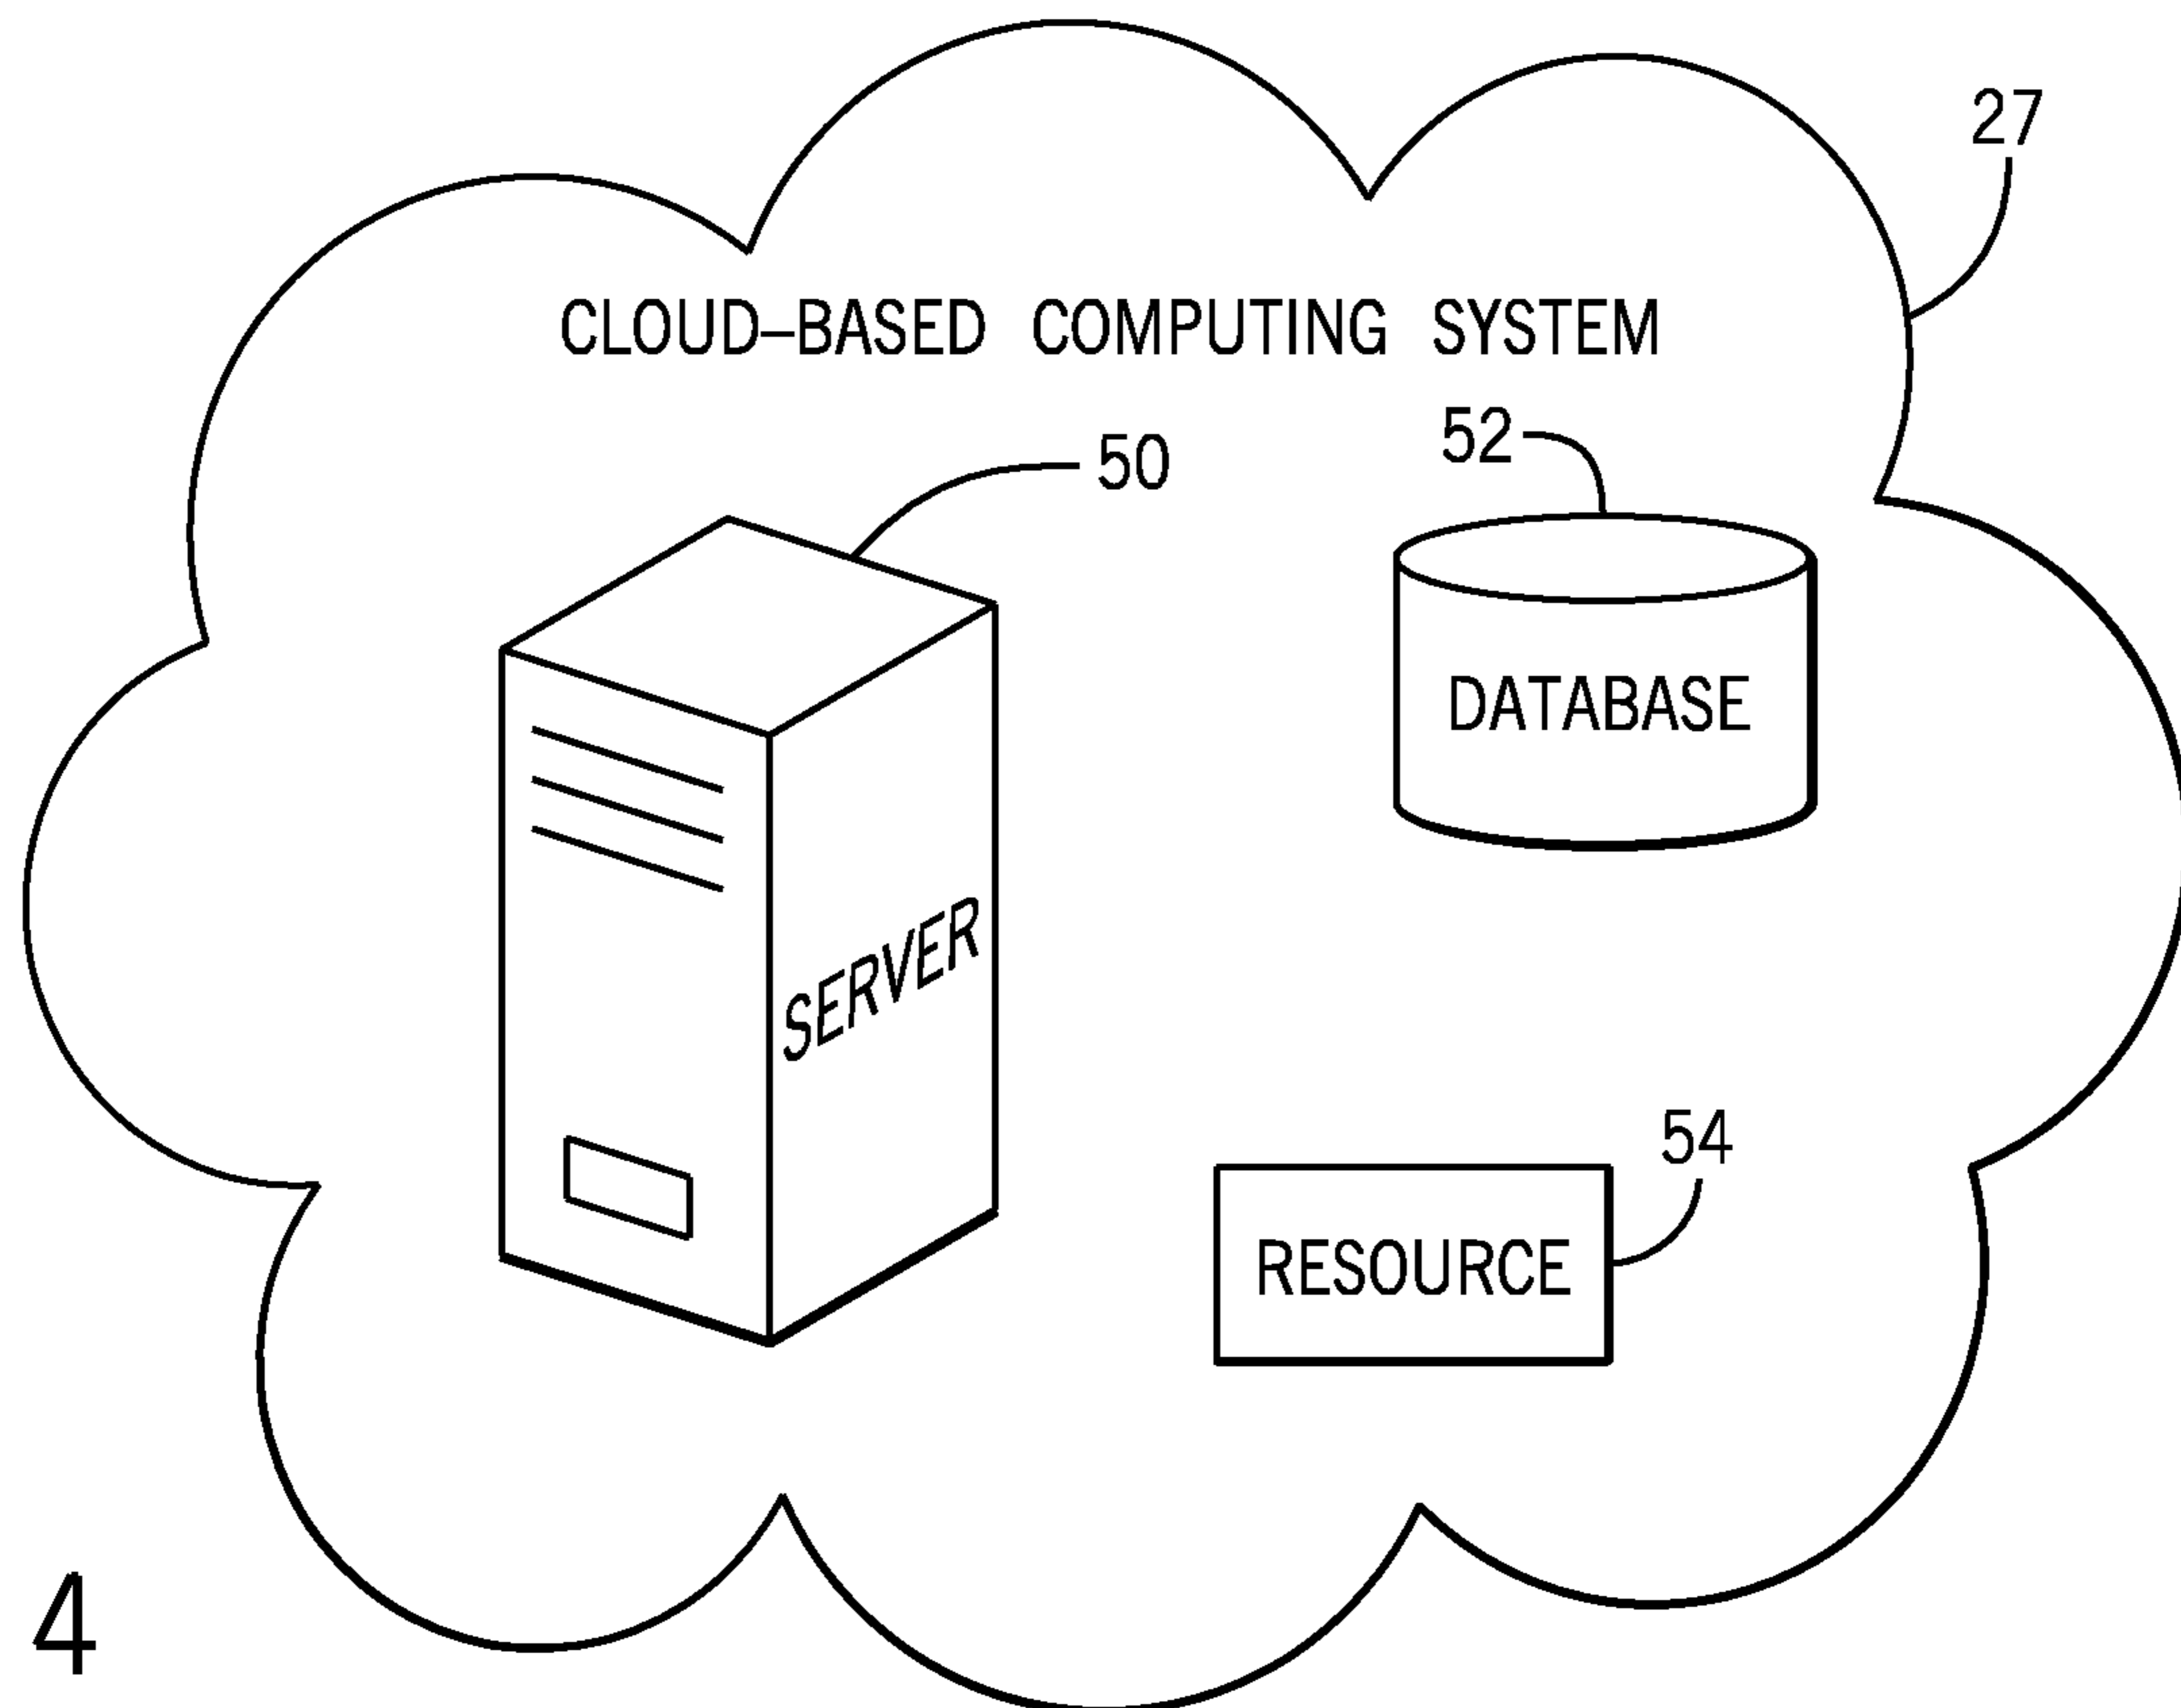 27
CLOUD-BASED COMPUTING SYSTEM
52
50
DATABASE
SERVER
54
RESOURCE
4